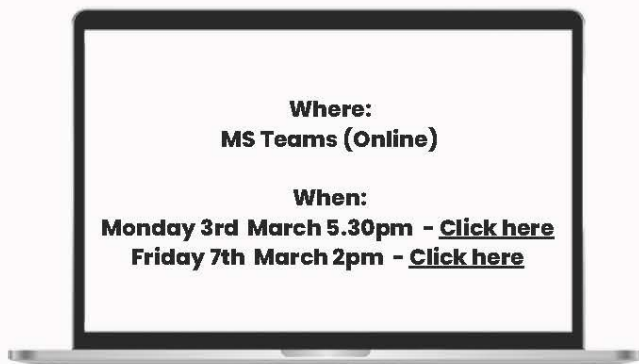 Where:
MS Teams (Online)
When:
Monday 3rd March 5.30pm - Click here
Friday 7th March 2pm - Click here